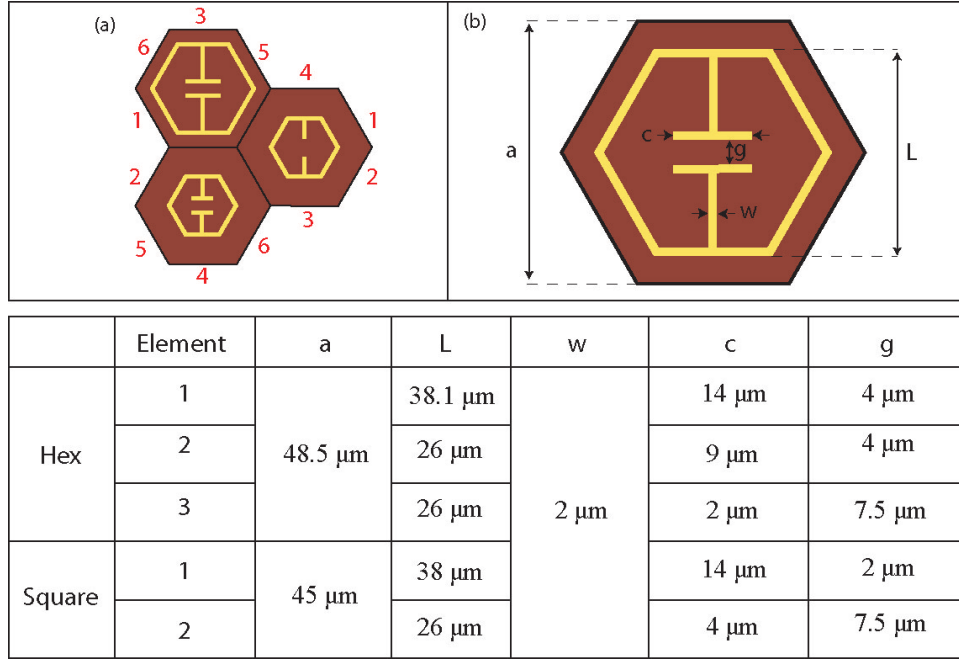 (a)
3
6
5
4
1
1
2
2
3
5
6
4
(b)
a
c
g
w
L
Element a L w c g
Hex 1 48.5 μm 38.1 μm 2 μm 14 μm 4 μm
2 26 μm 9 μm 4 μm
3 26 μm 2 μm 7.5 μm
Square 1 45 μm 38 μm 14 μm 2 μm
2 26 μm 4 μm 7.5 μm